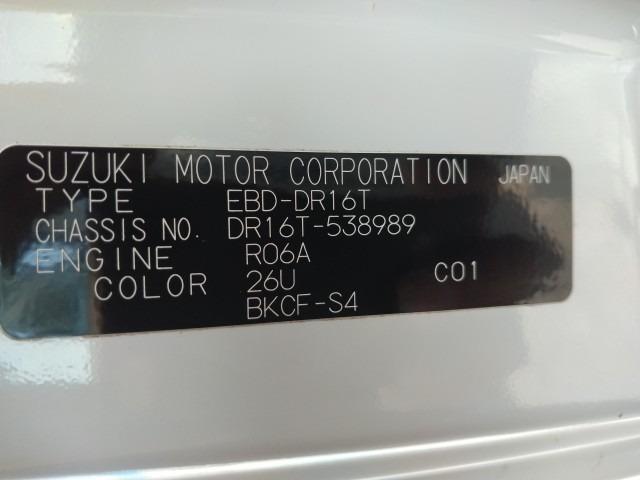 SUZUKI MOTOR CORPORATION JAPAN
TYPE EBD-DR16T
CHASSIS NO. DR16T-538989
ENGINE R06A
COLOR 26U C01
BKCF-S4